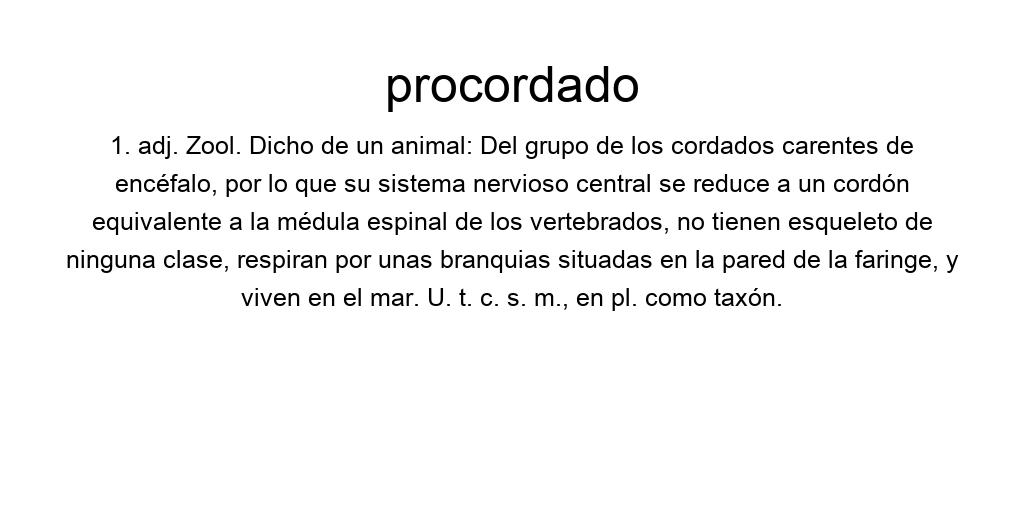 procordado
1. adj. Zool. Dicho de un animal: Del grupo de los cordados carentes de
encéfalo, por lo que su sistema nervioso central se reduce a un cordón
equivalente a la médula espinal de los vertebrados, no tienen esqueleto de
ninguna clase, respiran por unas branquias situadas en la pared de la faringe, y
viven en el mar. U. t. c. s. m., en pl. como taxón.